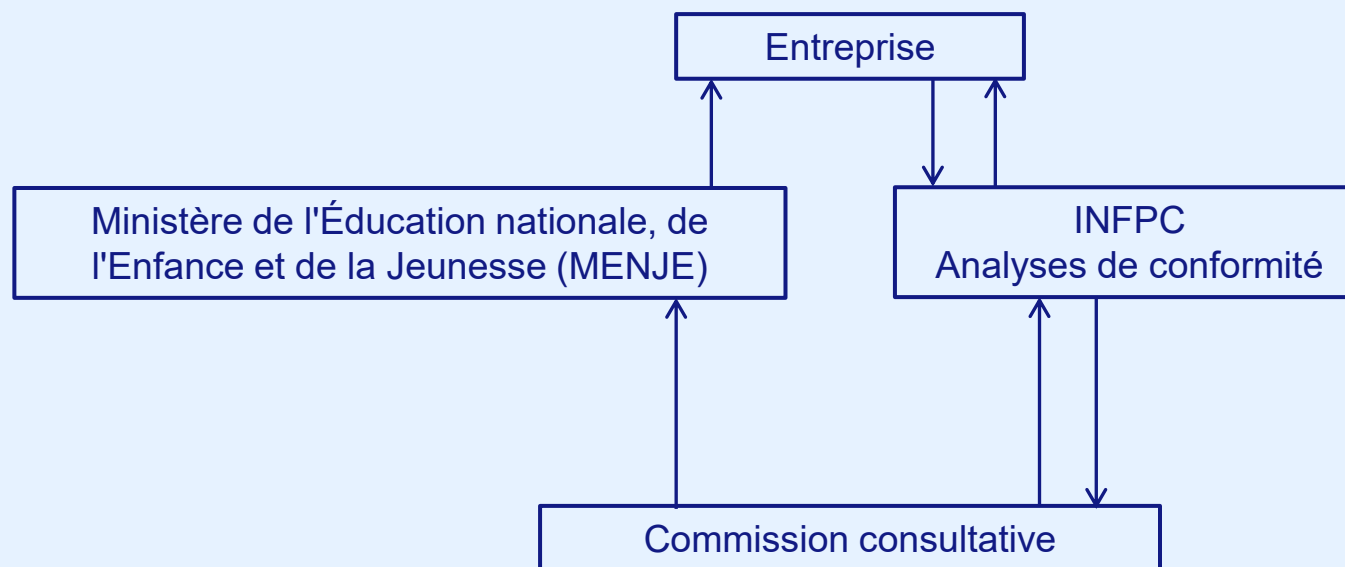 Entreprise
Ministère de l'Éducation nationale, de
l'Enfance et de la Jeunesse (MENJE)
INFPC
Analyses de conformité
Commission consultative